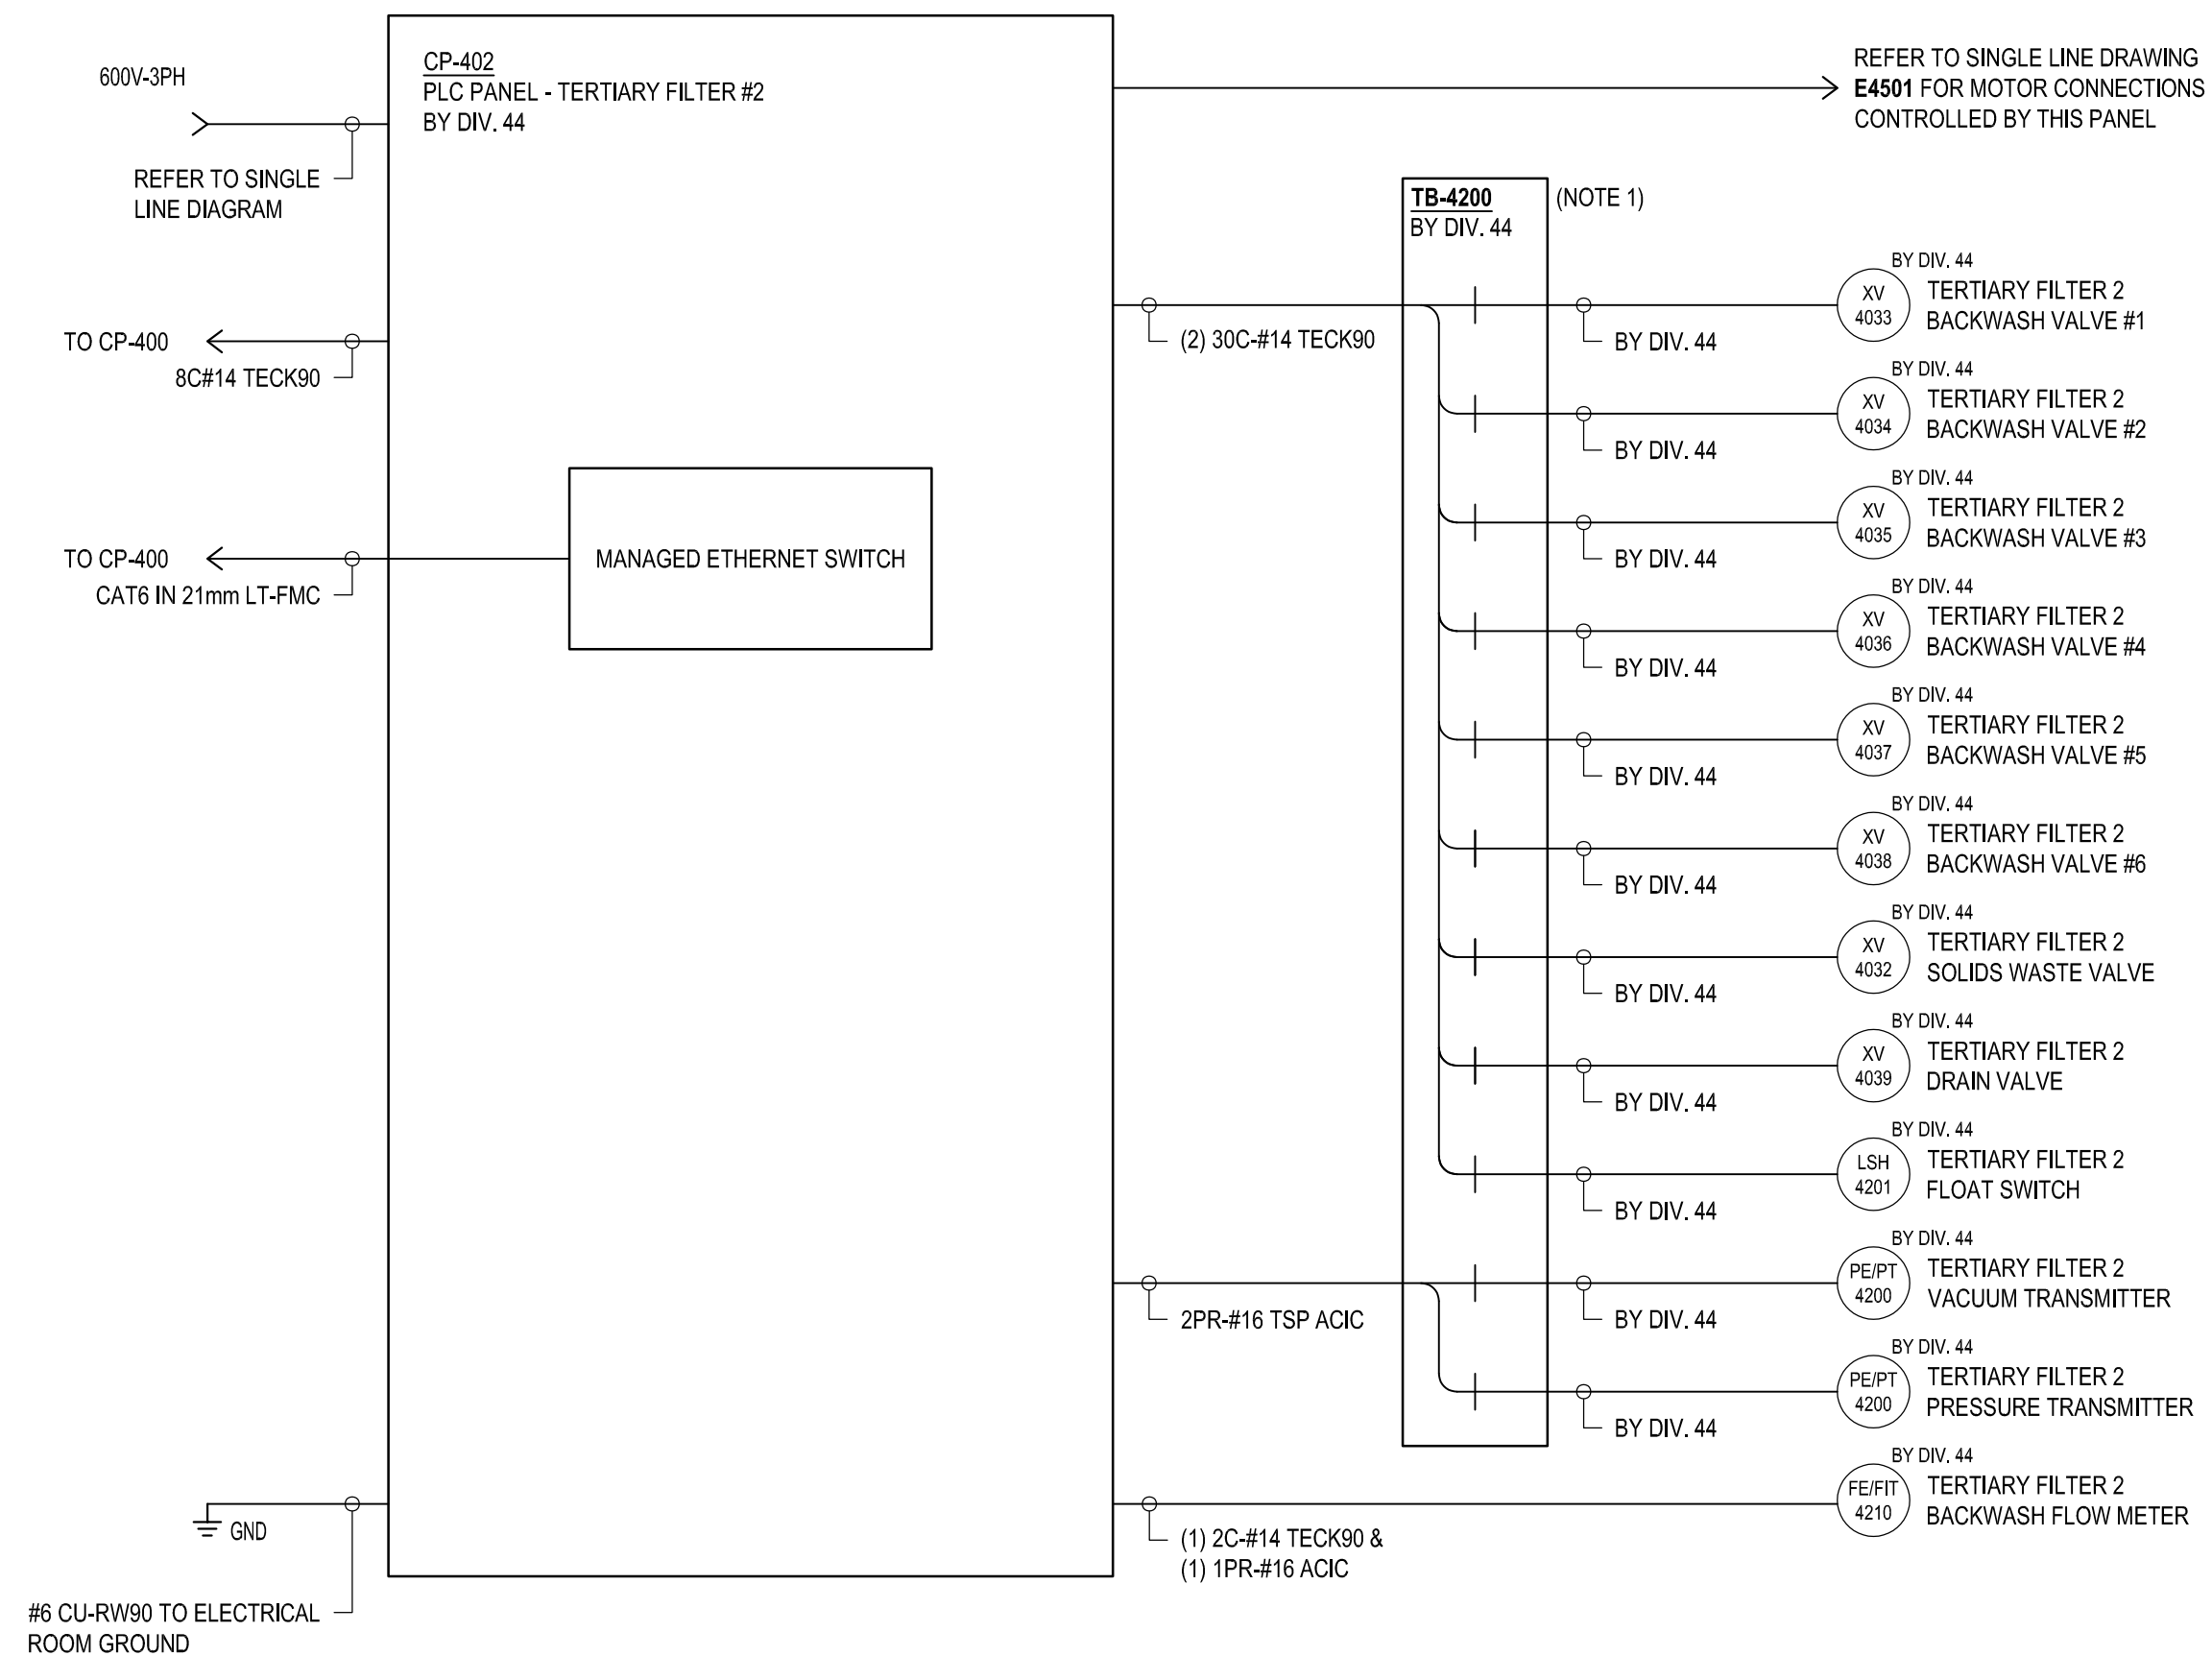 600V-3PH
REFER TO SINGLE
LINE DIAGRAM
TO CP-400
8C#14 TECK90
TO CP-400
CAT6 IN 21mm LT-FMC
GND
#6 CU-RW90 TO ELECTRICAL
ROOM GROUND
CP-402
PLC PANEL - TERTIARY FILTER #2
BY DIV. 44
MANAGED ETHERNET SWITCH
REFER TO SINGLE LINE DRAWING
E4501 FOR MOTOR CONNECTIONS
CONTROLLED BY THIS PANEL
(2) 30C-#14 TECK90
2PR-#16 TSP ACIC
(1) 2C-#14 TECK90 &
(1) 1PR-#16 ACIC
TB-4200
BY DIV. 44
(NOTE 1)
BY DIV. 44
BY DIV. 44
XV
4033
TERTIARY FILTER 2
BACKWASH VALVE #1
BY DIV. 44
BY DIV. 44
XV
4034
TERTIARY FILTER 2
BACKWASH VALVE #2
BY DIV. 44
BY DIV. 44
XV
4035
TERTIARY FILTER 2
BACKWASH VALVE #3
BY DIV. 44
BY DIV. 44
XV
4036
TERTIARY FILTER 2
BACKWASH VALVE #4
BY DIV. 44
BY DIV. 44
XV
4037
TERTIARY FILTER 2
BACKWASH VALVE #5
BY DIV. 44
BY DIV. 44
XV
4038
TERTIARY FILTER 2
BACKWASH VALVE #6
BY DIV. 44
BY DIV. 44
XV
4032
TERTIARY FILTER 2
SOLIDS WASTE VALVE
BY DIV. 44
BY DIV. 44
XV
4039
TERTIARY FILTER 2
DRAIN VALVE
BY DIV. 44
BY DIV. 44
LSH
4201
TERTIARY FILTER 2
FLOAT SWITCH
BY DIV. 44
BY DIV. 44
PE/PT
4200
TERTIARY FILTER 2
VACUUM TRANSMITTER
BY DIV. 44
BY DIV. 44
PE/PT
4200
TERTIARY FILTER 2
PRESSURE TRANSMITTER
BY DIV. 44
FE/FIT
4210
TERTIARY FILTER 2
BACKWASH FLOW METER